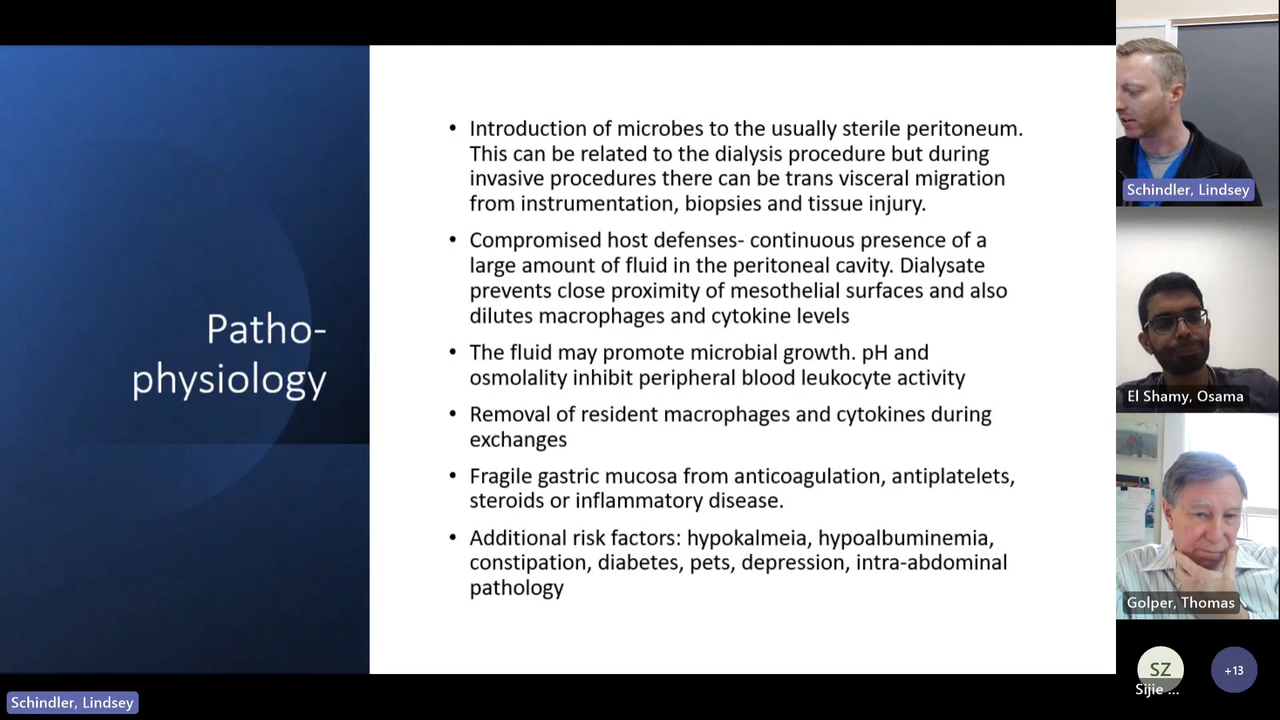 Patho-
physiology
• Introduction of microbes to the usually sterile peritoneum.
This can be related to the dialysis procedure but during
invasive procedures there can be trans visceral migration
from instrumentation, biopsies and tissue injury.
• Compromised host defenses- continuous presence of a
large amount of fluid in the peritoneal cavity. Dialysate
prevents close proximity of mesothelial surfaces and also
dilutes macrophages and cytokine levels
• The fluid may promote microbial growth. pH and
osmolality inhibit peripheral blood leukocyte activity
• Removal of resident macrophages and cytokines during
exchanges
• Fragile gastric mucosa from anticoagulation, antiplatelets,
steroids or inflammatory disease.
• Additional risk factors: hypokalmeia, hypoalbuminemia,
constipation, diabetes, pets, depression, intra-abdominal
pathology
Schindler, Lindsey
El Shamy, Osama
Golper, Thomas
SZ
Sijie ...
+13
Schindler, Lindsey